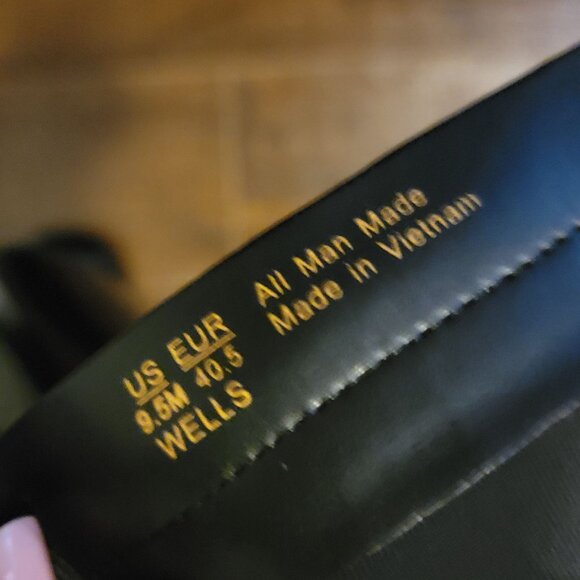 US EUR
9.5M 40.5
WELLS
All Man Made
Made in Vietnam